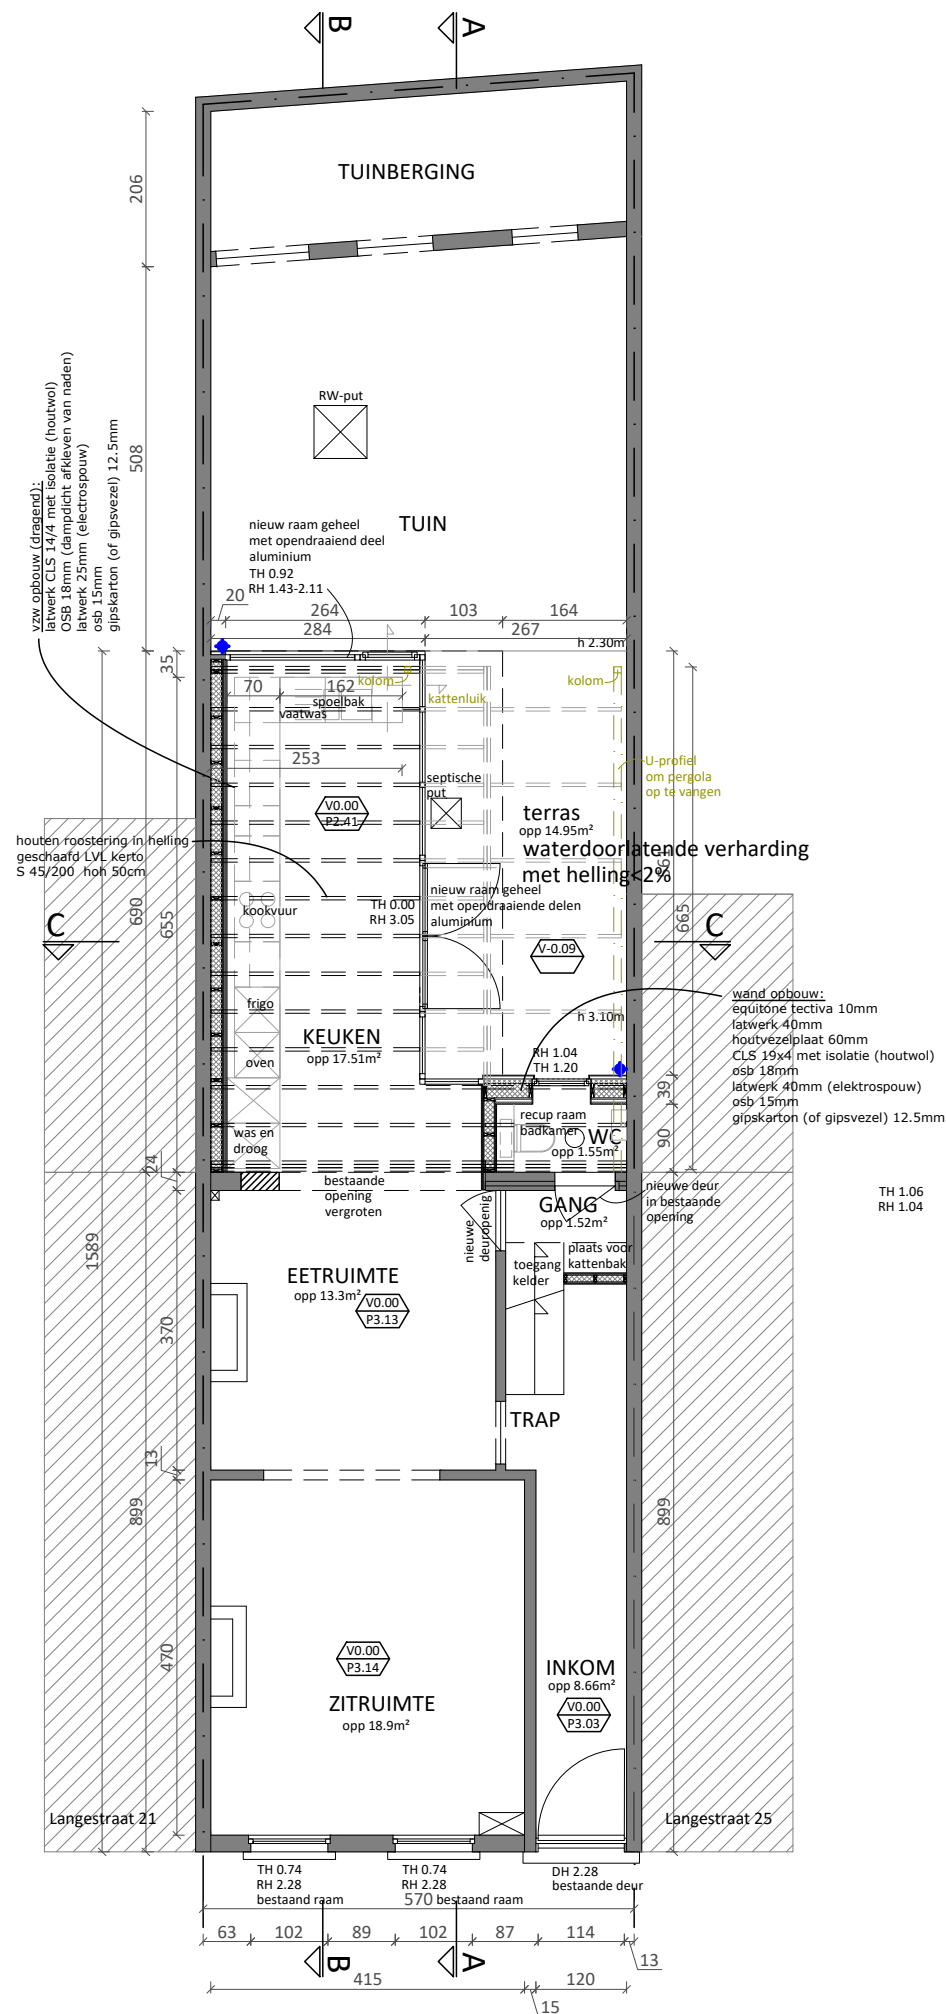 B
A
TUINBERGING
206
RW-put
TUIN
508
vzw opbouw (dragend):
latwerk CLS 14/4 met isolatie (houtwol)
OSB 18mm (dampdicht afkleven van naden)
latwerk 25mm (electrospouw)
osb 15mm
gipskarton (of gipsvezel) 12.5mm
nieuw raam geheel
met opendraaiend deel
aluminium
TH 0.92
RH 1.43-2.11
20
264
103
164
284
267
h 2.30m
35
kolom
kattenluik
kolom
70
162
spoelbak
vaatwas
253
U-profiel
om pergola
op te vangen
septische
put
V0.00
P2.41
terras
opp 14.95m²
waterdoorlatende verharding
met helling<2%
houten roostering in helling
geschaafd LVL kerto
S 45/200 hoh 50cm
kookvuur
TH 0.00
RH 3.05
nieuw raam geheel
met opendraaiende delen
aluminium
690
655
665
C
C
V-0.09
wand opbouw:
equitone tectiva 10mm
latwerk 40mm
houtvezelplaat 60mm
CLS 19x4 met isolatie (houtwol)
osb 18mm
latwerk 40mm (elektrospouw)
osb 15mm
gipskarton (of gipsvezel) 12.5mm
frigo
h 3.10m
KEUKEN
opp 17.51m²
oven
RH 1.04
TH 1.20
39
recup raam
badkamer
WC
opp 1.55m²
90
was en
droog
24
bestaande
opening
vergroten
nieuwe
deuropenig
GANG
opp 1.52m²
nieuwe deur
in bestaande
opening
TH 1.06
RH 1.04
1589
toegang
kelder
plaats voor
kattenbak
EETRUIMTE
opp 13.3m²
V0.00
P3.13
370
TRAP
13
899
899
470
V0.00
P3.14
ZITRUIMTE
opp 18.9m²
INKOM
opp 8.66m²
V0.00
P3.03
Langestraat 21
Langestraat 25
TH 0.74
RH 2.28
bestaand raam
TH 0.74
RH 2.28
bestaand raam
DH 2.28
bestaande deur
570
63
102
89
102
87
114
13
B
A
415
15
120